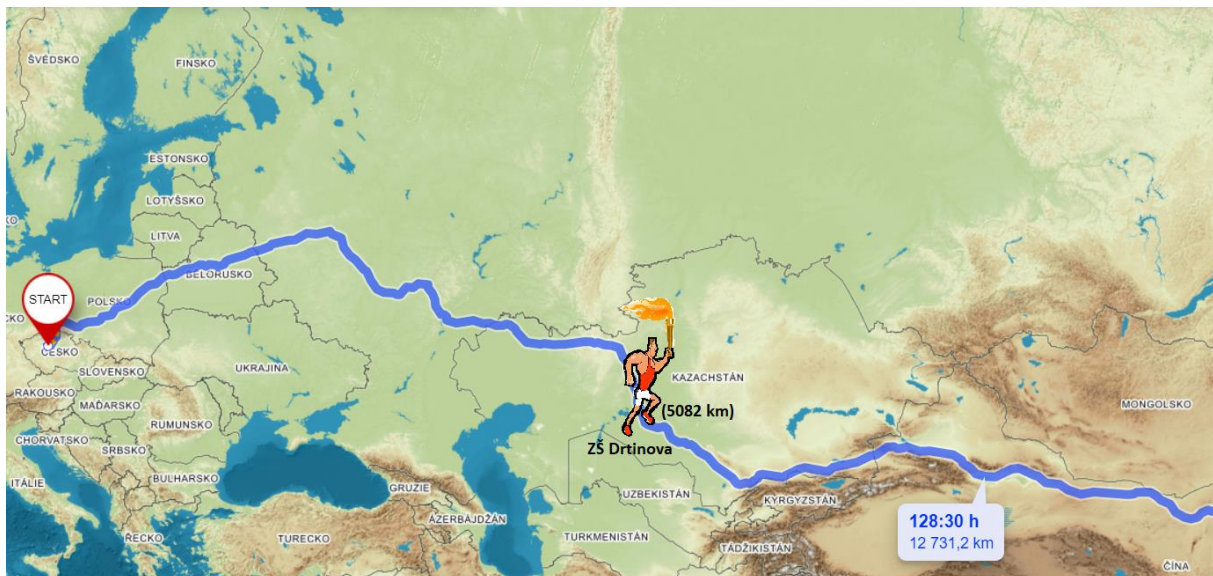 ŠVÉDSKO
FINSKO
ESTONSKO
LOTYŠSKO
LITVA
BELORUSKO
START
POLSKO
ČESKO
SLOVENSKO
UKRAJINA
RAKOUSKO
MAĎARSKO
RUMUNSKO
CHORVATSKO
SRBSKO
BULHARSKO
ITÁLIE
ŘECKO
TURECKO
GRUZIE
ÁZERBÁJDŽÁN
KAZACHSTÁN
(5082 km)
ZŠ Drtinova
UZBEKISTÁN
TURKMENISTÁN
KYRGYZSTÁN
TÁDŽIKISTÁN
MONGOLSKO
128:30 h
12 731,2 km
ČÍNA